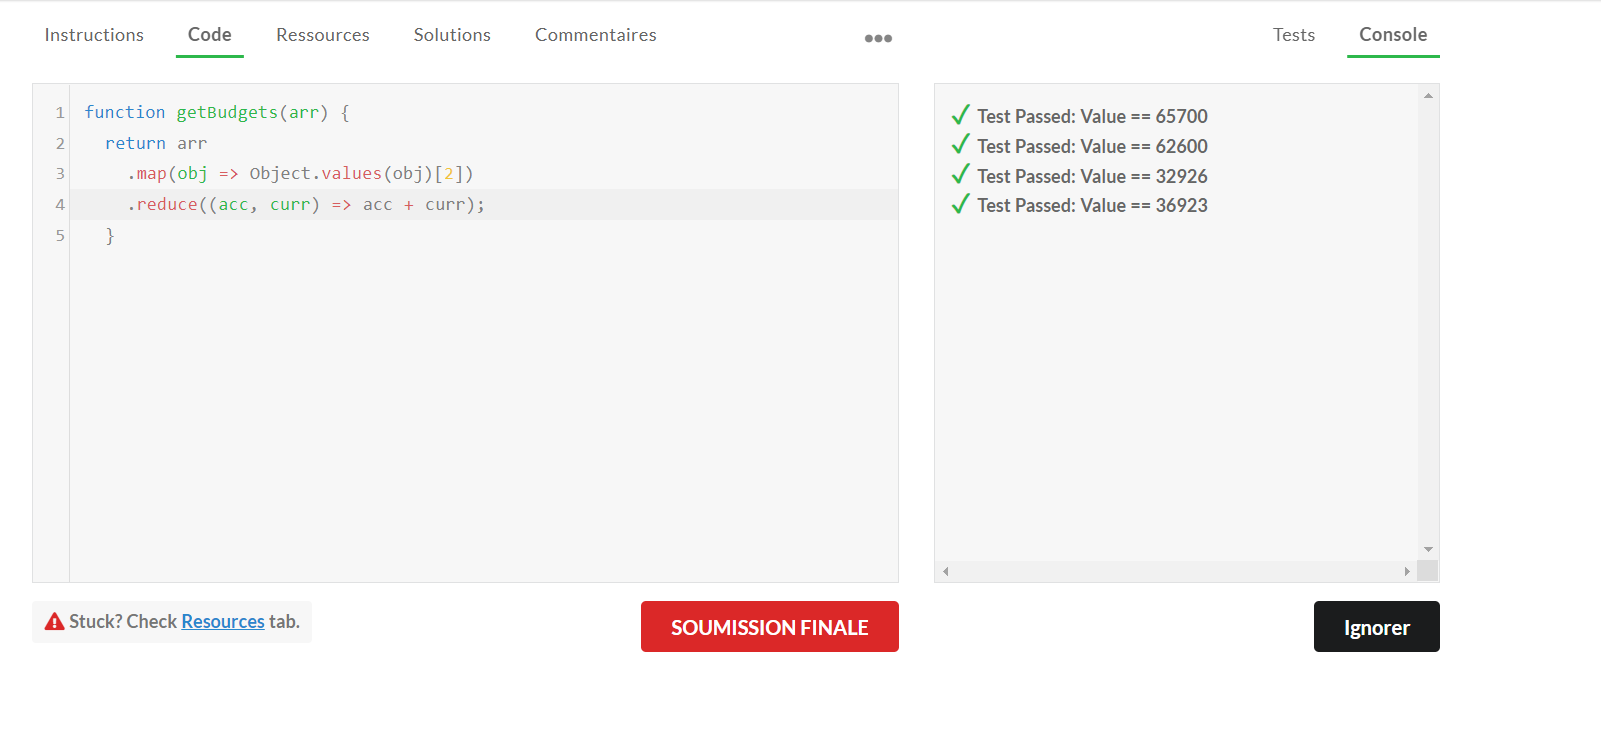 Instructions
Code
Ressources
Solutions
Commentaires
Tests
Console
1 function getBudgets(arr) {
2 return arr
3 .map(obj => Object.values(obj)[2])
4 .reduce((acc, curr) => acc + curr);
5 }
Test Passed: Value == 65700
Test Passed: Value == 62600
Test Passed: Value == 32926
Test Passed: Value == 36923
Stuck? Check Resources tab.
SOUMISSION FINALE
Ignorer